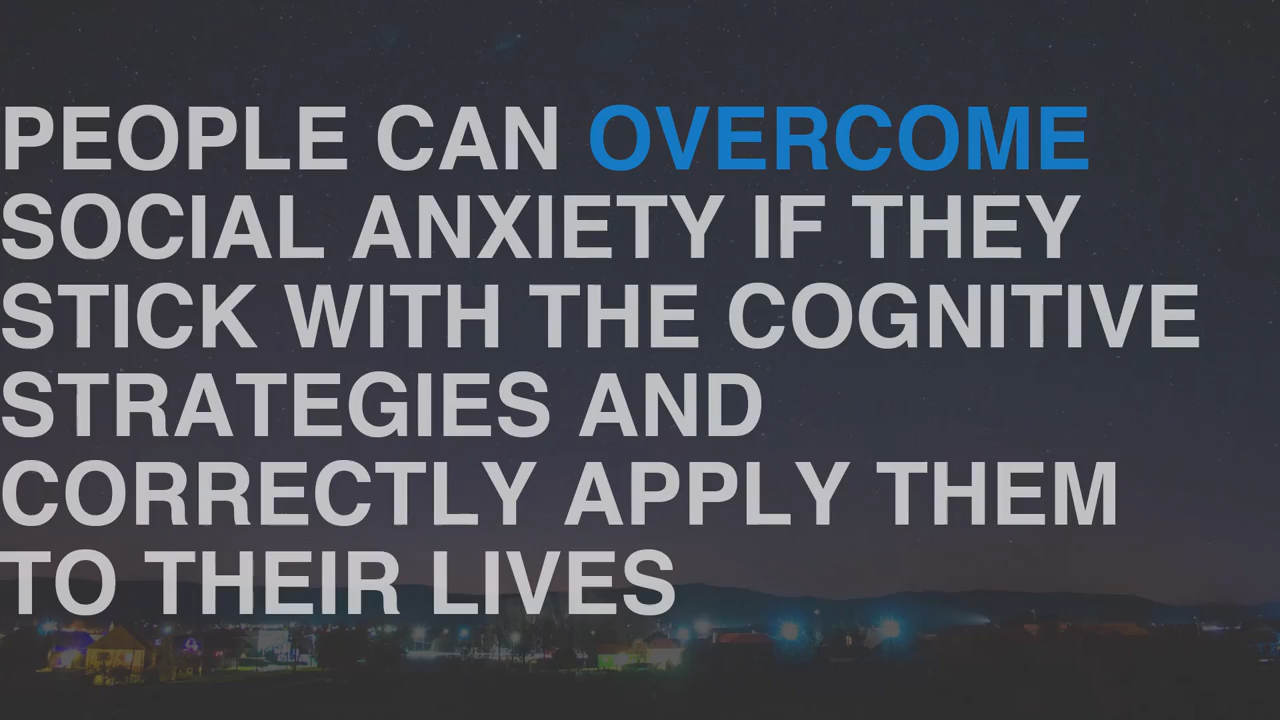 PEOPLE CAN OVERCOME
SOCIAL ANXIETY IF THEY
STICK WITH THE COGNITIVE
STRATEGIES AND
CORRECTLY APPLY THEM
TO THEIR LIVES